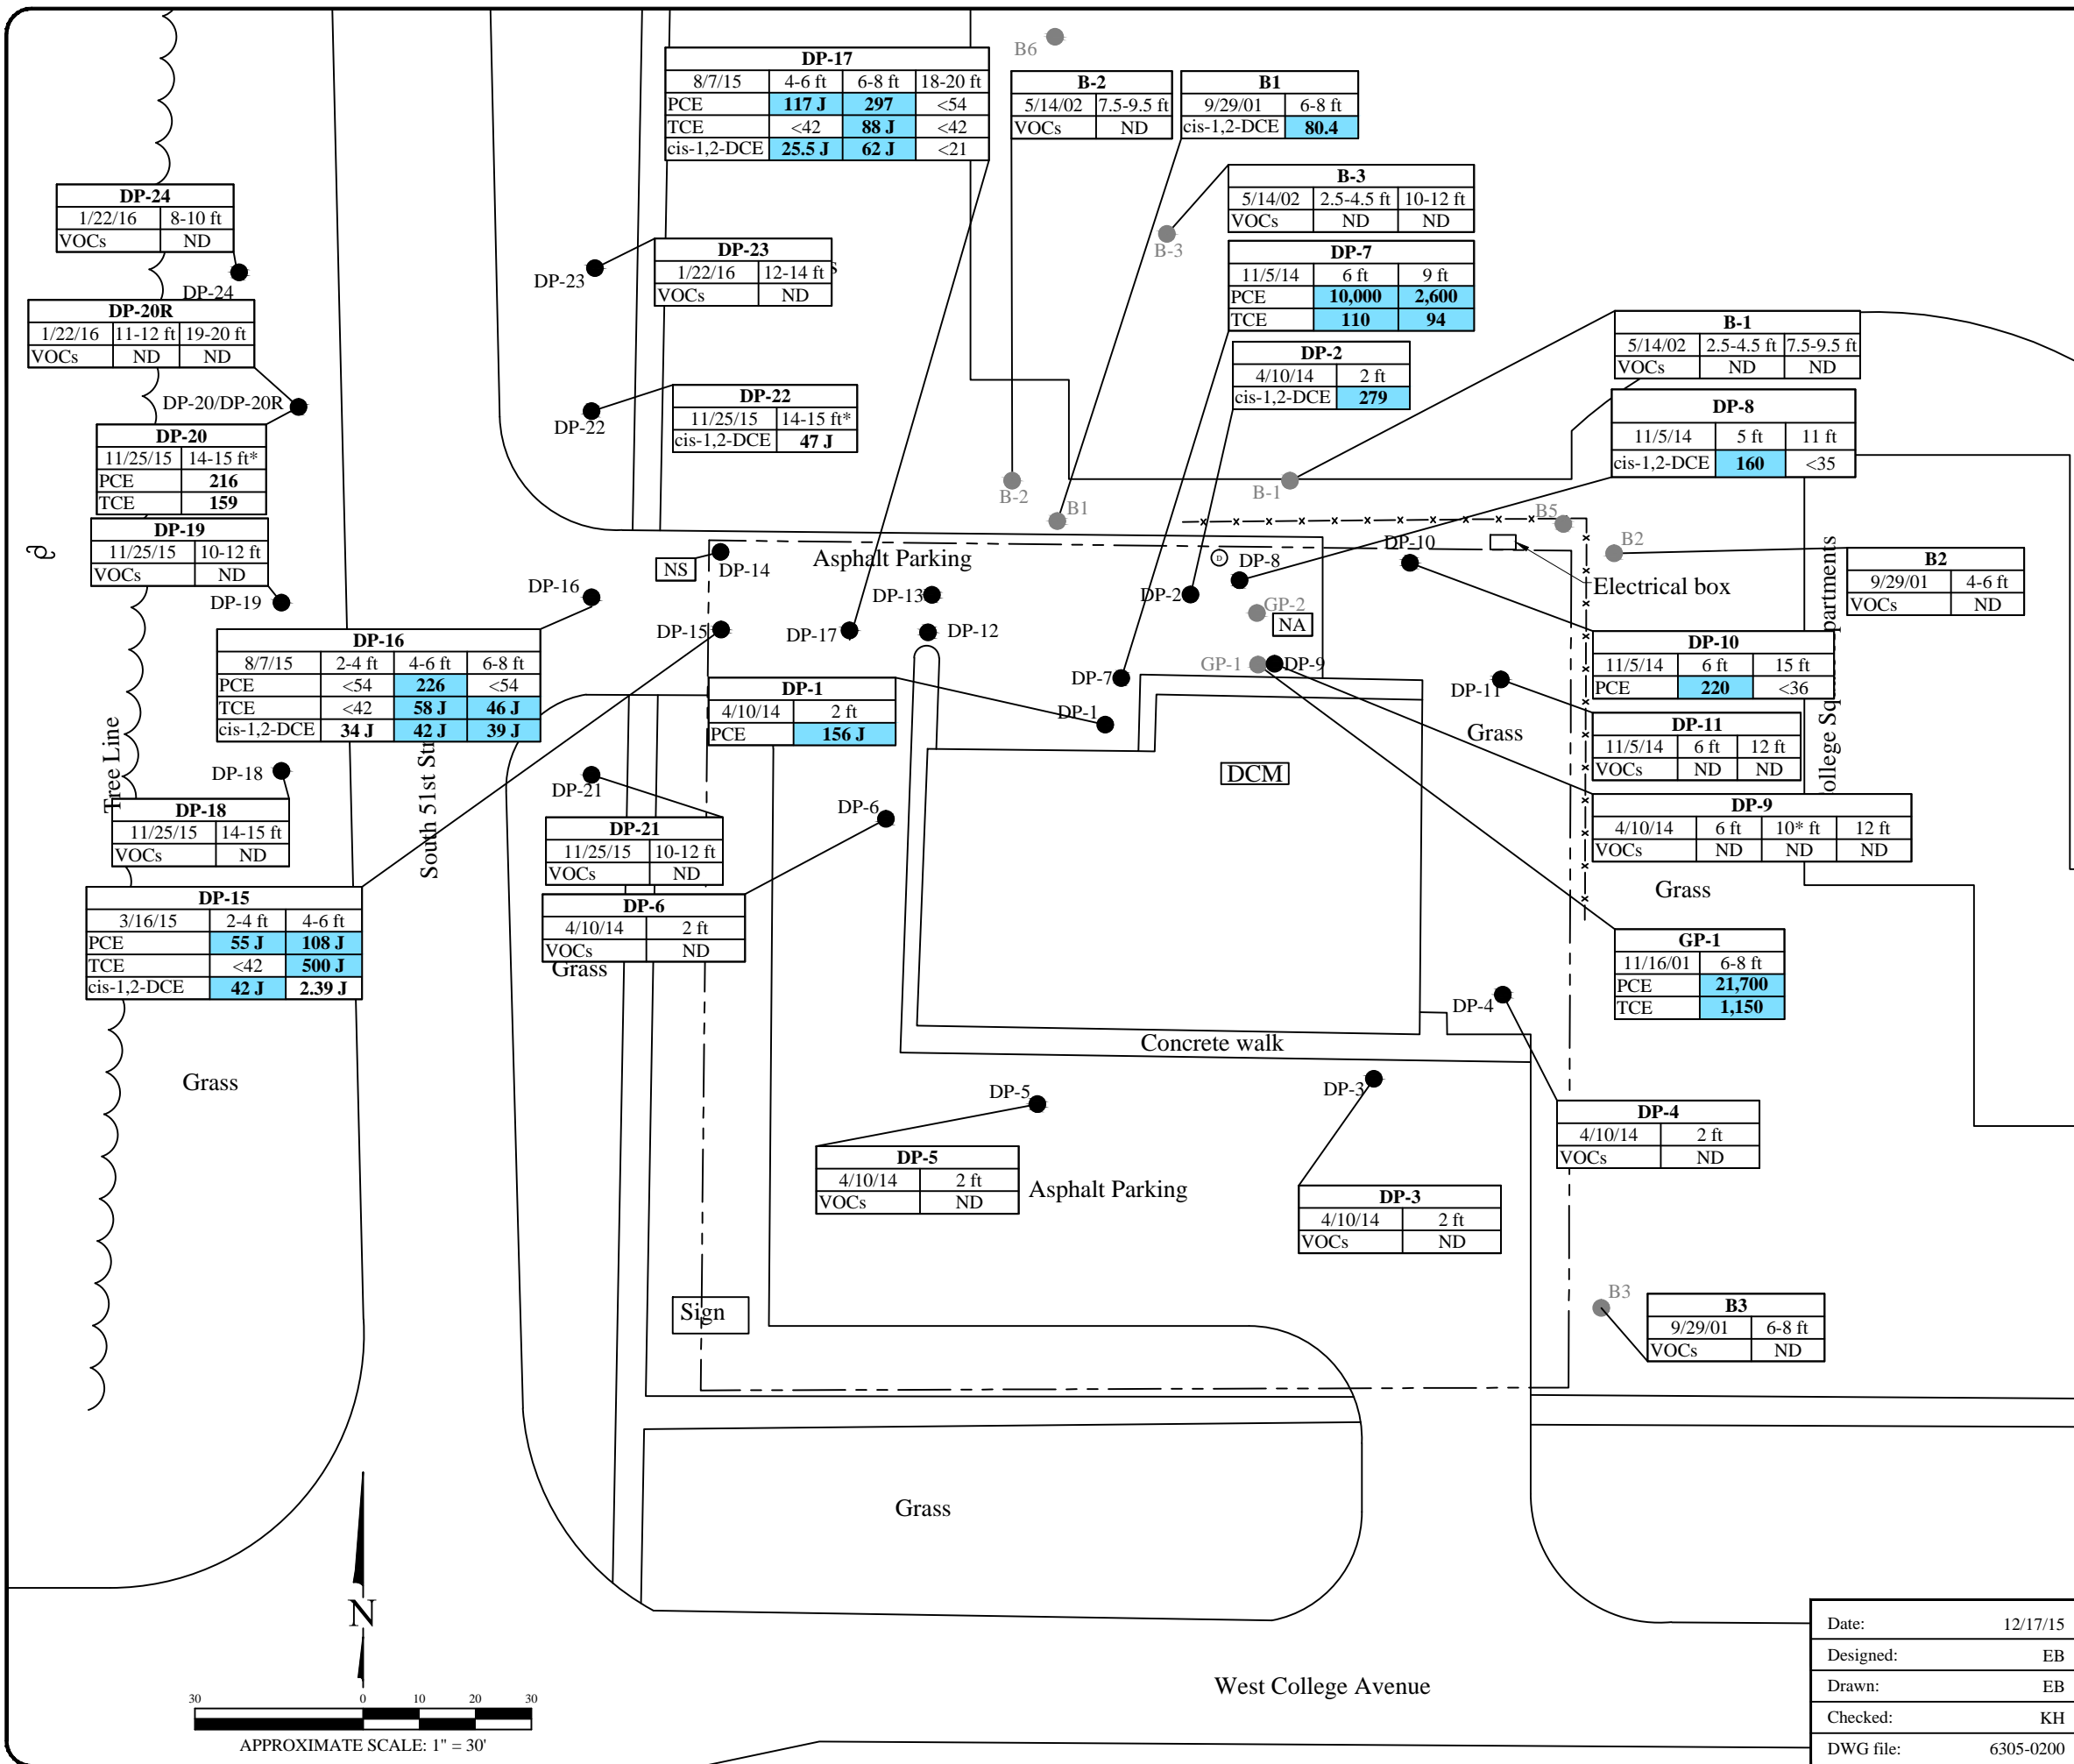 B6
DP-17
8/7/15 4-6 ft 6-8 ft 18-20 ft
PCE 117 J 297 <54
TCE <42 88 J <42
cis-1,2-DCE 25.5 J 62 J <21
B-2
5/14/02 7.5-9.5 ft
VOCs ND
B1
9/29/01 6-8 ft
cis-1,2-DCE 80.4
B-3
5/14/02 2.5-4.5 ft 10-12 ft
VOCs ND ND
B-3
DP-24
1/22/16 8-10 ft
VOCs ND
DP-24
DP-23
DP-23
1/22/16 12-14 ft
VOCs ND
DP-7
11/5/14 6 ft 9 ft
PCE 10,000 2,600
TCE 110 94
DP-20R
1/22/16 11-12 ft 19-20 ft
VOCs ND ND
DP-20/DP-20R
DP-2
4/10/14 2 ft
cis-1,2-DCE 279
B-1
5/14/02 2.5-4.5 ft 7.5-9.5 ft
VOCs ND ND
DP-22
DP-22
11/25/15 14-15 ft*
cis-1,2-DCE 47 J
DP-8
11/5/14 5 ft 11 ft
cis-1,2-DCE 160 <35
DP-20
11/25/15 14-15 ft*
PCE 216
TCE 159
B-2
B1
B-1
B5
B2
DP-19
11/25/15 10-12 ft
VOCs ND
DP-19
NS
DP-14
Asphalt Parking
D
DP-8
DP-10
Electrical box
B2
9/29/01 4-6 ft
VOCs ND
DP-16
DP-13
DP-2
GP-2
NA
DP-15
DP-17
DP-12
DP-16
8/7/15 2-4 ft 4-6 ft 6-8 ft
PCE <54 226 <54
TCE <42 58 J 46 J
cis-1,2-DCE 34 J 42 J 39 J
DP-10
11/5/14 6 ft 15 ft
PCE 220 <36
GP-1
DP-9
DP-7
DP-11
DP-1
4/10/14 2 ft
PCE 156 J
DP-1
Grass
DP-11
11/5/14 6 ft 12 ft
VOCs ND ND
Tree Line
South 51st Str
DCM
DP-18
DP-21
DP-6
DP-18
11/25/15 14-15 ft
VOCs ND
DP-21
11/25/15 10-12 ft
VOCs ND
DP-9
4/10/14 6 ft 10* ft 12 ft
VOCs ND ND ND
Grass
DP-15
3/16/15 2-4 ft 4-6 ft
PCE 55 J 108 J
TCE <42 500 J
cis-1,2-DCE 42 J 2.39 J
DP-6
4/10/14 2 ft
VOCs ND
Grass
GP-1
11/16/01 6-8 ft
PCE 21,700
TCE 1,150
DP-4
Concrete walk
Grass
DP-5
DP-3
DP-4
4/10/14 2 ft
VOCs ND
DP-5
4/10/14 2 ft
VOCs ND
Asphalt Parking
DP-3
4/10/14 2 ft
VOCs ND
Sign
B3
B3
9/29/01 6-8 ft
VOCs ND
Grass
N
West College Avenue
30 0 10 20 30
APPROXIMATE SCALE: 1" = 30'
Date: 12/17/15
Designed: EB
Drawn: EB
Checked: KH
DWG file: 6305-0200